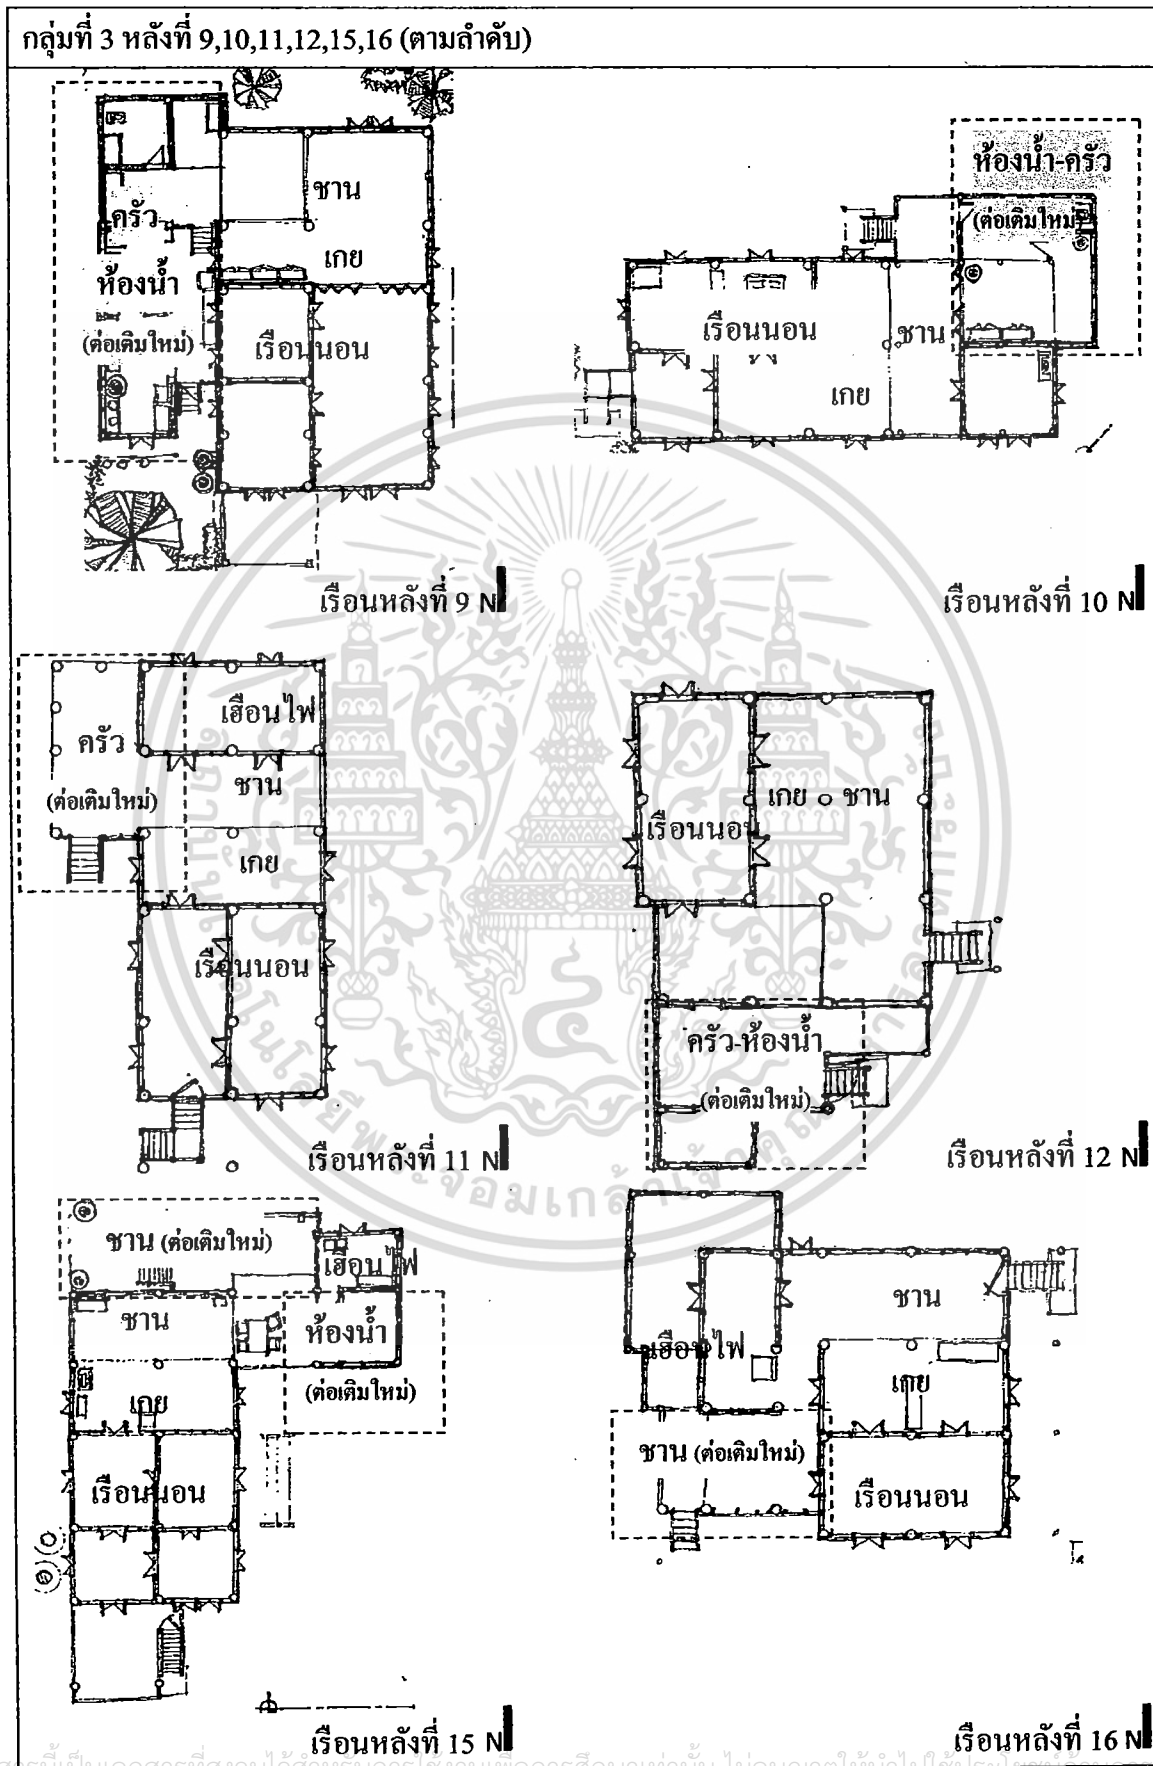 กลุ่มที่ 3 หลังที่ 9,10,11,12,15,16 (ตามลำดับ)
ชาน
ครัว
เกย
ห้องน้ำ
(ต่อเติมใหม่)
เรือนนอน
เรือนหลังที่ 9 N
ห้องน้ำ-ครัว
(ต่อเติมใหม่)
เรือนนอน
ชาน
เกย
เรือนหลังที่ 10 N
เฮือนไฟ
ครัว
ชาน
(ต่อเติมใหม่)
เกย
เรือนนอน
เรือนหลังที่ 11 N
เกย ชาน
เรือนนอน
ครัว-ห้องน้ำ
(ต่อเติมใหม่)
เรือนหลังที่ 12 N
ชาน (ต่อเติมใหม่)
เฮือนไฟ
ชาน
ห้องน้ำ
(ต่อเติมใหม่)
เกย
เรือนนอน
เรือนหลังที่ 15 N
ชาน
เฮือนไฟ
เกย
ชาน (ต่อเติมใหม่)
เรือนนอน
เรือนหลังที่ 16 N